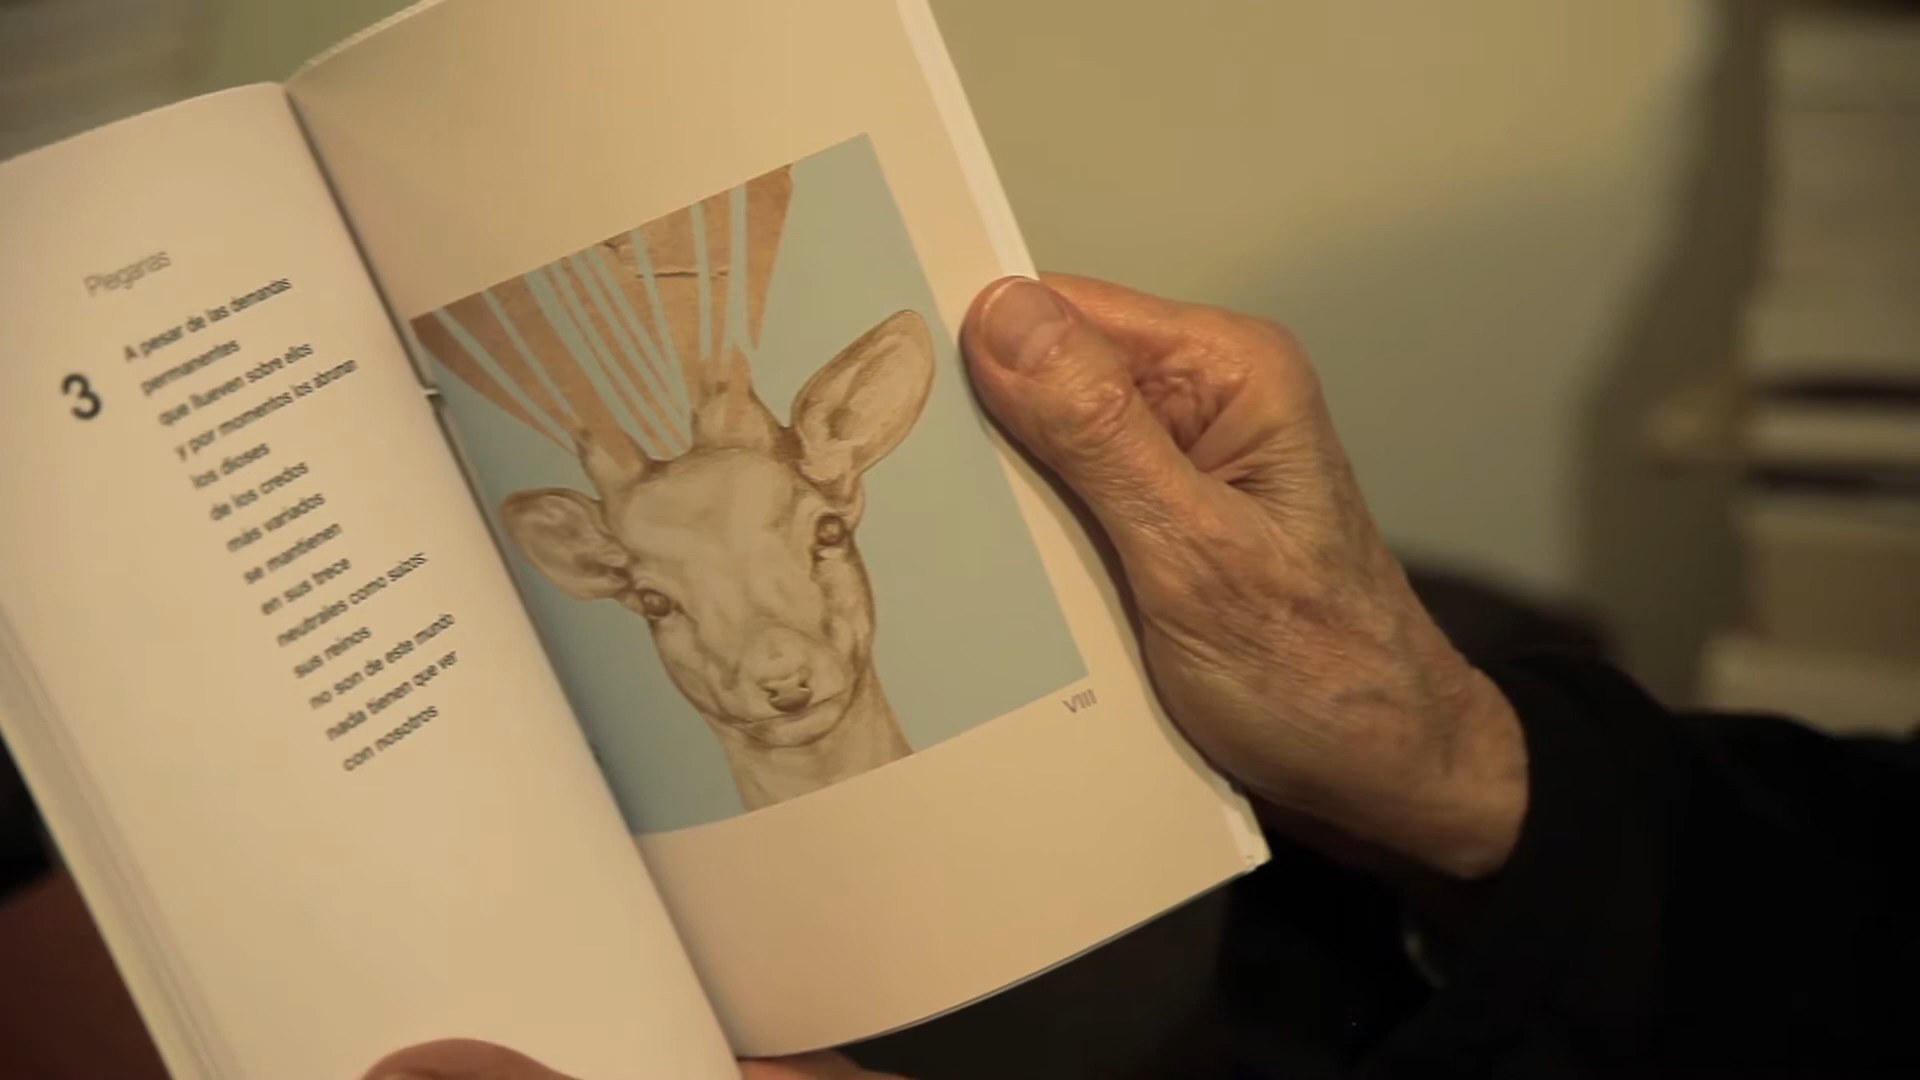 Plegarias
3
A pesar de las demandas
permanentes
que llueven sobre ellos
y por momentos los abruman
los dioses
de los credos
más variados
se mantienen
en sus trece
neutrales como suizos:
sus reinos
no son de este mundo
nada tienen que ver
con nosotros
VIII